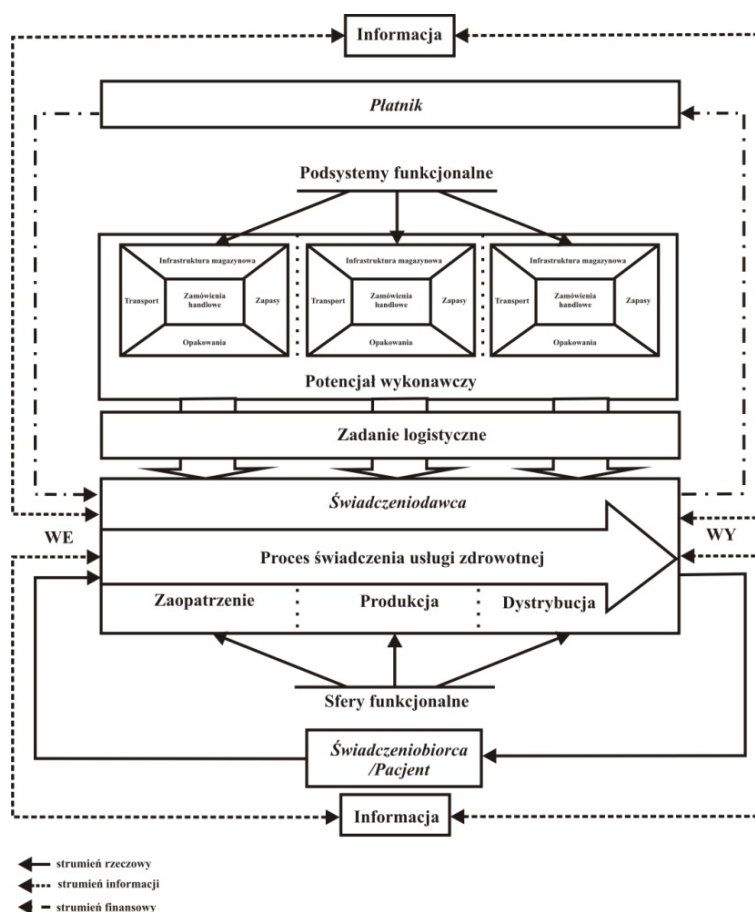 Informacja
Płatnik
Podsystemy funkcjonalne
Infrastruktura magazynowa
Transport
Zamówienia
handlowe
Zapasy
Opakowania
Infrastruktura magazynowa
Transport
Zamówienia
handlowe
Zapasy
Opakowania
Infrastruktura magazynowa
Transport
Zamówienia
handlowe
Zapasy
Opakowania
Potencjał wykonawczy
Zadanie logistyczne
Świadczeniodawca
WE
WY
Proces świadczenia usługi zdrowotnej
Zaopatrzenie
Produkcja
Dystrybucja
Sfery funkcjonalne
Świadczeniobiorca
/Pacjent
Informacja
strumień rzeczowy
strumień informacji
strumień finansowy